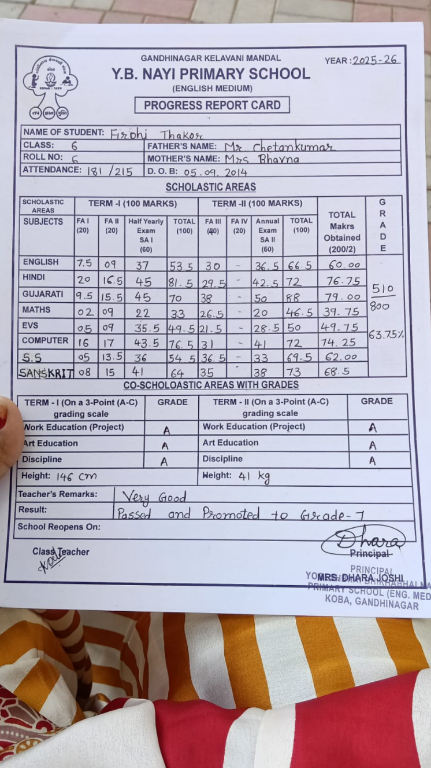 GANDHINAGAR KELAVANI MANDAL
YEAR : 2025-26
Y.B. NAYI PRIMARY SCHOOL
(ENGLISH MEDIUM)
PROGRESS REPORT CARD
NAME OF STUDENT: Firohi Thakor
CLASS: 6 FATHER'S NAME: Mr. Chetankumar
ROLL NO: 6 MOTHER'S NAME: Mrs Bhavna
ATTENDANCE: 181 /215 D. O. B: 05. 09. 2014
SCHOLASTIC AREAS
SCHOLASTIC AREAS TERM -I (100 MARKS) TERM -II (100 MARKS) TOTAL Makrs Obtained (200/2) GRADE
SUBJECTS FA I (20) FA II (20) Half Yearly Exam SA I (60) TOTAL (100) FA III (40) FA IV (20) Annual Exam SA II (60) TOTAL (100)
ENGLISH 7.5 09 37 53.5 30 - 36.5 66.5 60.00
HINDI 20 16.5 45 81.5 29.5 - 42.5 72 76.75
GUJARATI 9.5 15.5 45 70 38 - 50 88 79.00
MATHS 02 09 22 33 26.5 - 20 46.5 39.75
EVS 05 09 35.5 49.5 21.5 - 28.5 50 49.75
COMPUTER 16 17 43.5 76.5 31 - 41 72 74.25
S.S 05 13.5 36 54.5 36.5 - 33 69.5 62.00
SANSKRIT 08 15 41 64 35 38 73 68.5
510
800
63.75%
CO-SCHOLOASTIC AREAS WITH GRADES
TERM - I (On a 3-Point (A-C) grading scale GRADE TERM - II (On a 3-Point (A-C) grading scale GRADE
Work Education (Project) A Work Education (Project) A
Art Education A Art Education A
Discipline A Discipline A
Height: 146 cm Weight: 41 kg
Teacher's Remarks: Very Good
Result: Passed and Promoted to Grade-7
School Reopens On:
Class Teacher
Dhara
Principal
PRINCIPAL
MRS. DHARA JOSHI
PRIMARY SCHOOL (ENG. MED
KOBA, GANDHINAGAR